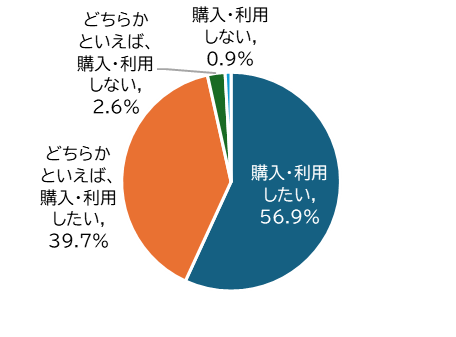 どちらか
といえば、
購入・利用
しない,
2.6%
購入・利用
しない,
0.9%
購入・利用
したい,
56.9%
どちらか
といえば、
購入・利用
したい,
39.7%